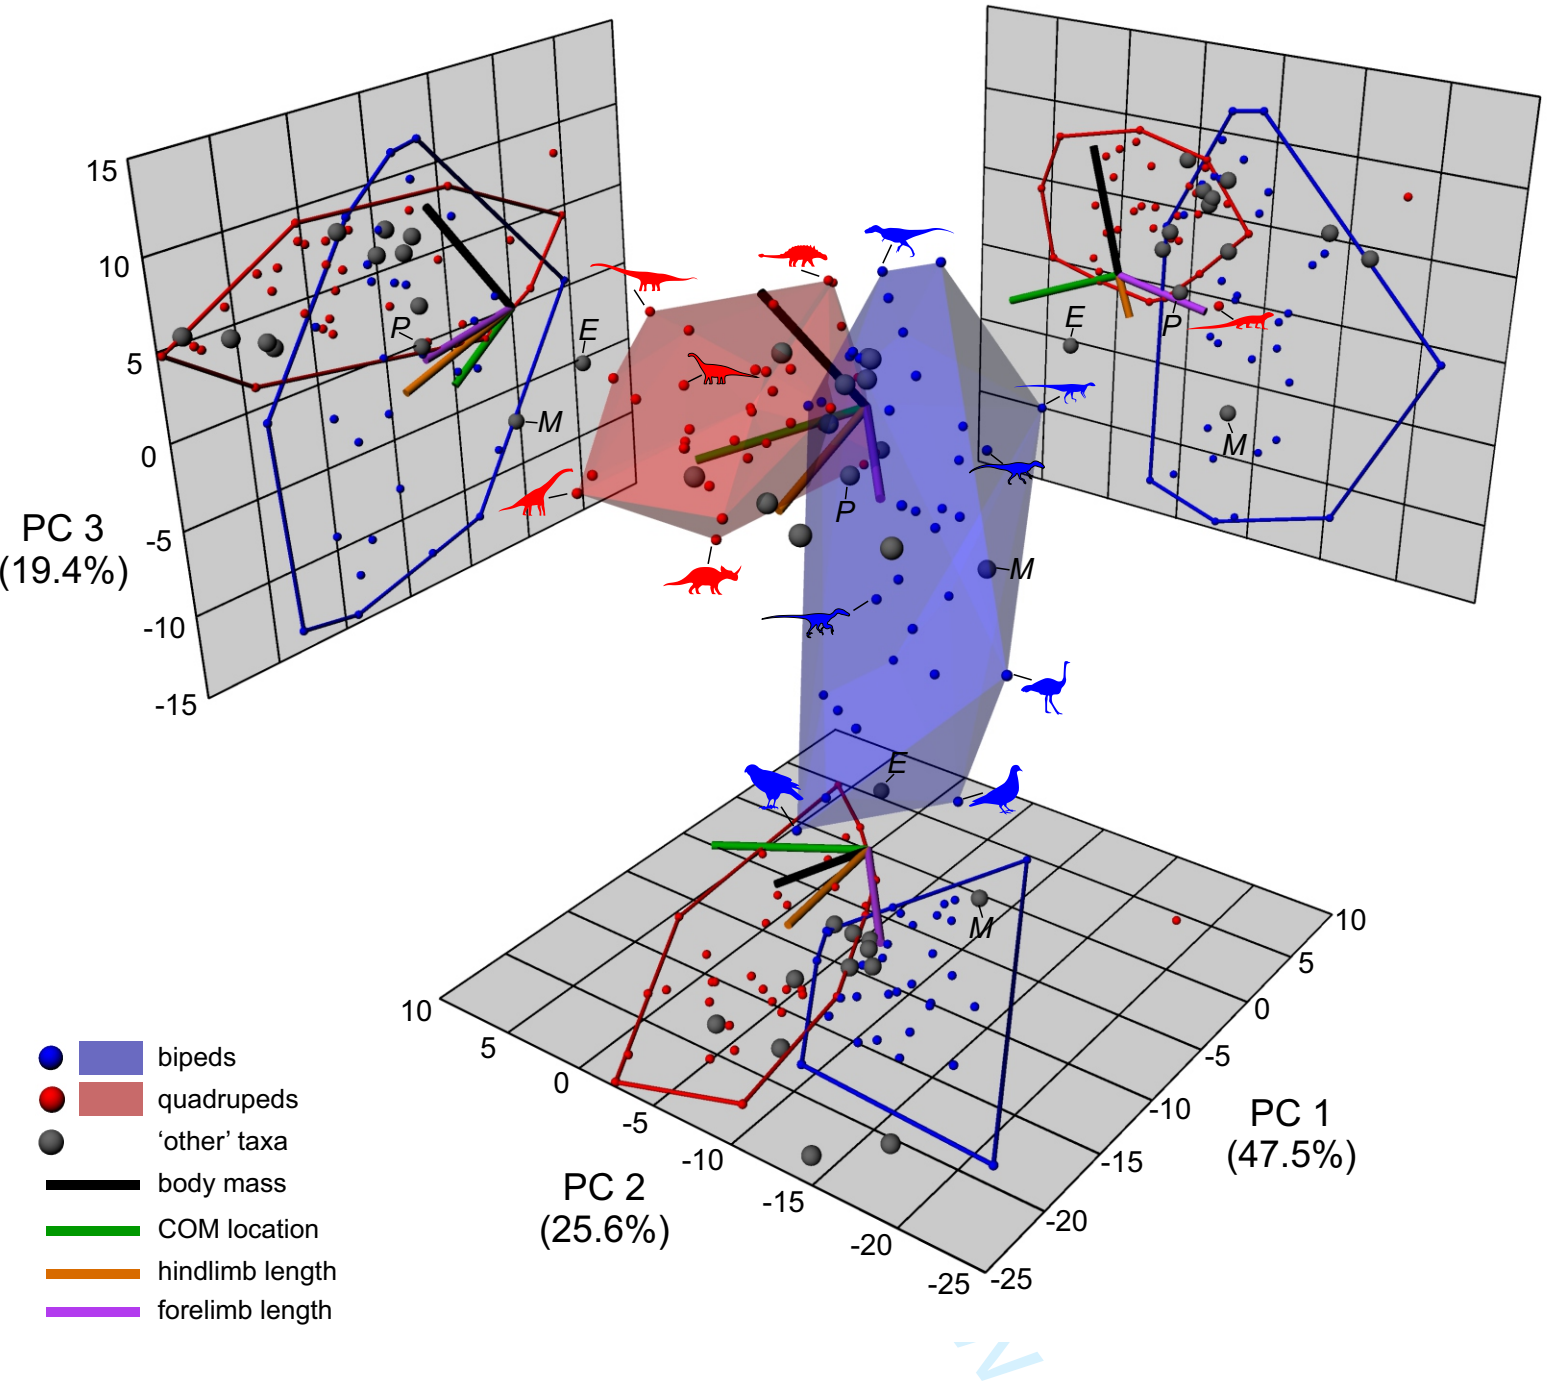 15
10
5
0
-5
-10
-15
PC 3
(19.4%)
P
E
M
E
P
M
P
M
E
M
10
5
0
-5
-10
-15
-20
-25
PC 1
(47.5%)
10
5
0
-5
-10
-15
-20
-25
PC 2
(25.6%)
bipeds
quadrupeds
‘other’ taxa
body mass
COM location
hindlimb length
forelimb length